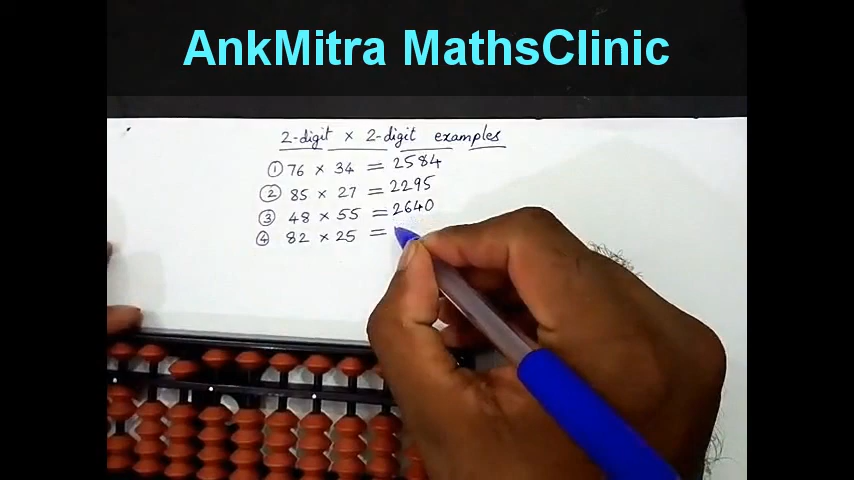 AnkMitra MathsClinic
2-digit × 2-digit examples
① 76 × 34 = 2584
② 85 × 27 = 2295
③ 48 × 55 = 2640
④ 82 × 25 =